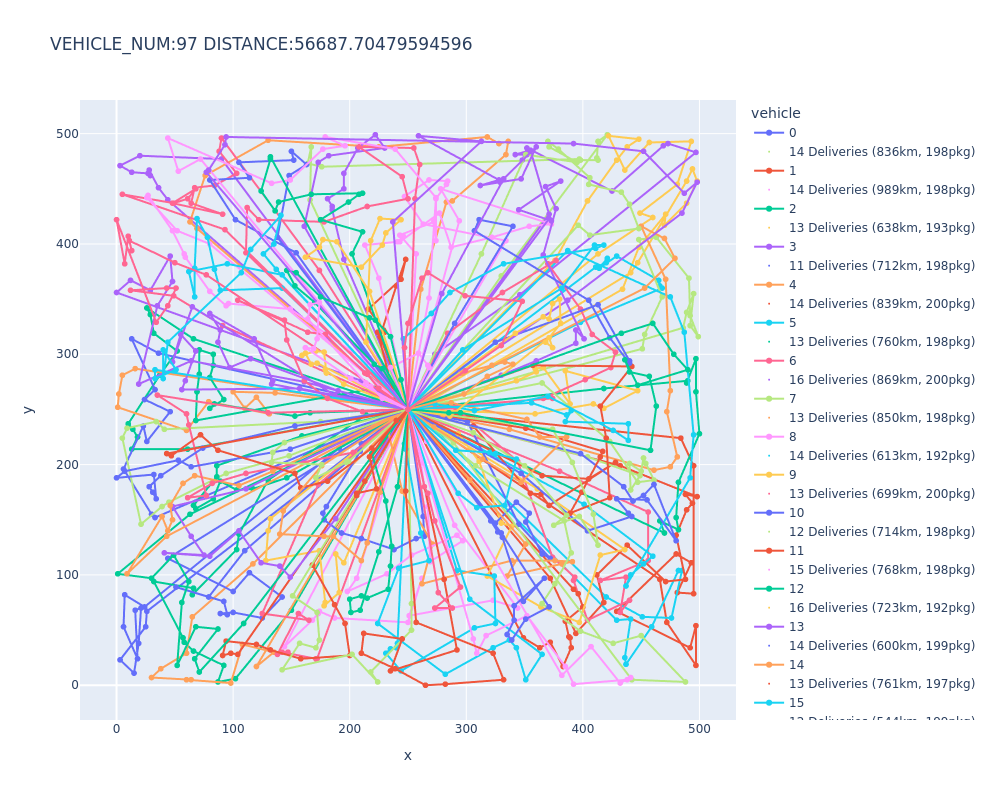 VEHICLE_NUM:97 DISTANCE:56687.70479594596
vehicle
0
14 Deliveries (836km, 198pkg)
1
14 Deliveries (989km, 198pkg)
2
13 Deliveries (638km, 193pkg)
3
11 Deliveries (712km, 198pkg)
4
14 Deliveries (839km, 200pkg)
5
13 Deliveries (760km, 198pkg)
6
16 Deliveries (869km, 200pkg)
7
13 Deliveries (850km, 198pkg)
8
14 Deliveries (613km, 192pkg)
9
13 Deliveries (699km, 200pkg)
10
12 Deliveries (714km, 198pkg)
11
15 Deliveries (768km, 198pkg)
12
16 Deliveries (723km, 192pkg)
13
14 Deliveries (600km, 199pkg)
14
13 Deliveries (761km, 197pkg)
15
500
400
300
200
100
0
y
0 100 200 300 400 500
x